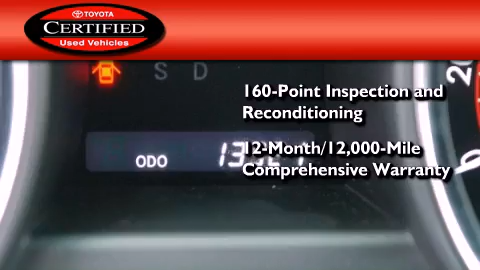 TOYOTA
CERTIFIED
Used Vehicles
S D
160-Point Inspection and
Reconditioning
ODO
12-Month/12,000-Mile
Comprehensive Warranty